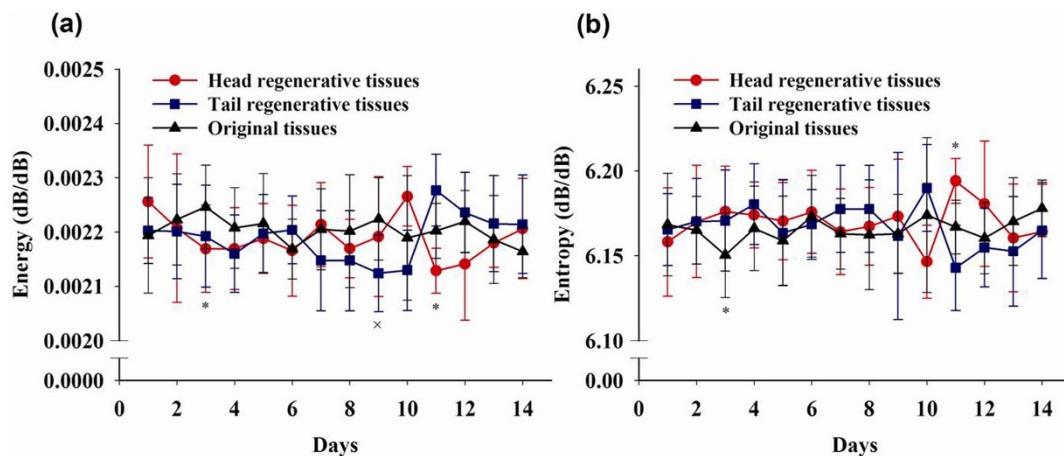 (a)
Energy (dB/dB)
0.0025
0.0024
0.0023
0.0022
0.0021
0.0020
0.0000
Head regenerative tissues
Tail regenerative tissues
Original tissues
*
×
*
0 2 4 6 8 10 12 14
Days
(b)
Entropy (dB/dB)
6.25
6.20
6.15
6.10
0.00
Head regenerative tissues
Tail regenerative tissues
Original tissues
*
*
0 2 4 6 8 10 12 14
Days